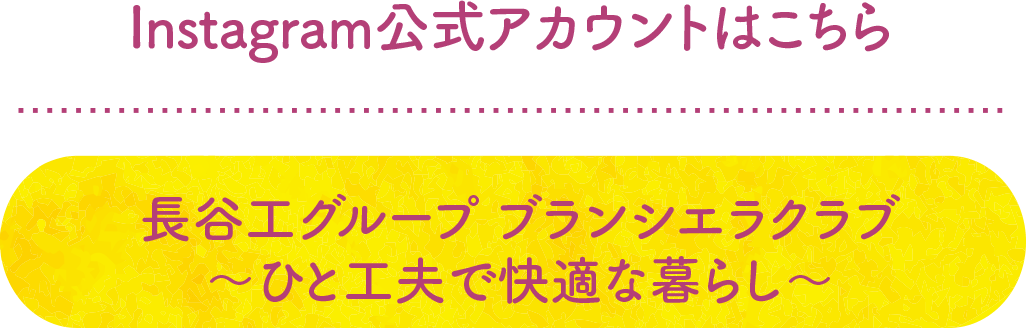 Instagram公式アカウントはこちら
長谷工グループ ブランシエラクラブ
～ひと工夫で快適な暮らし～